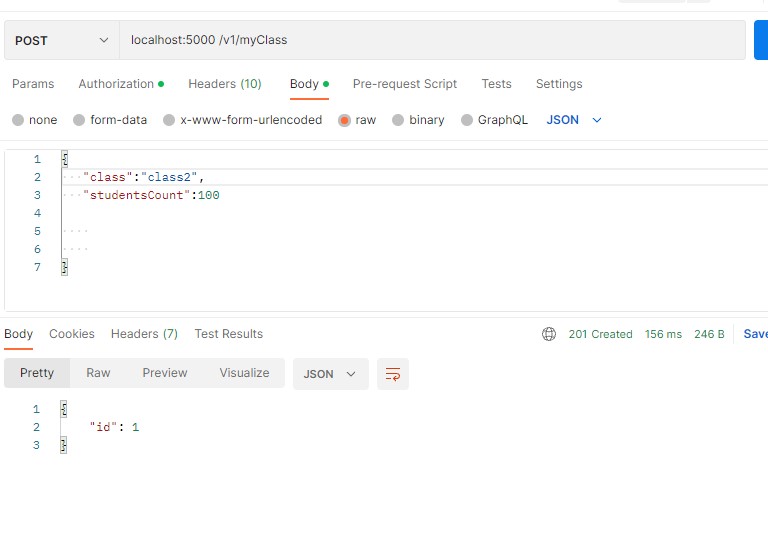 POST localhost:5000 /v1/myClass
Params Authorization Headers (10) Body Pre-request Script Tests Settings
none form-data x-www-form-urlencoded raw binary GraphQL JSON
1 {
2 "class":"class2",
3 "studentsCount":100
4
5
6
7 }
Body Cookies Headers (7) Test Results 201 Created 156 ms 246 B Save
Pretty Raw Preview Visualize JSON
1 {
2 "id": 1
3 }